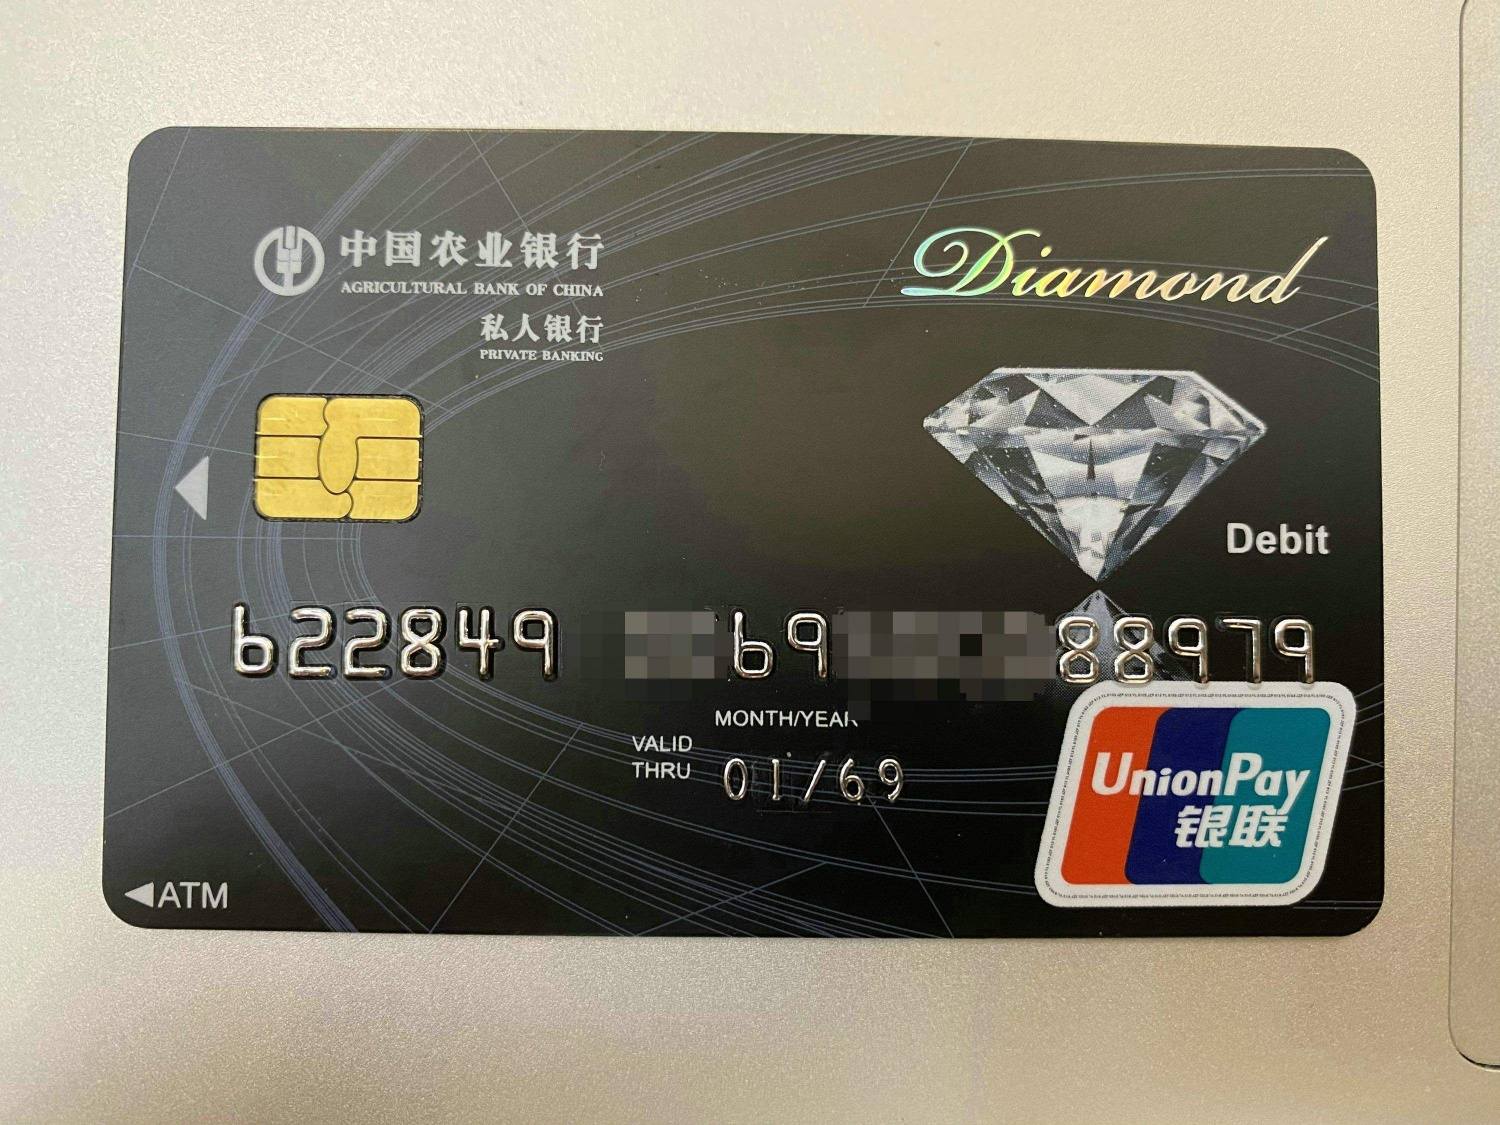 中国农业银行
AGRICULTURAL BANK OF CHINA
私人银行
PRIVATE BANKING
Diamond
Debit
622849 69 88979
MONTH/YEAR
VALID
THRU
01/69
UnionPay
银联
ATM